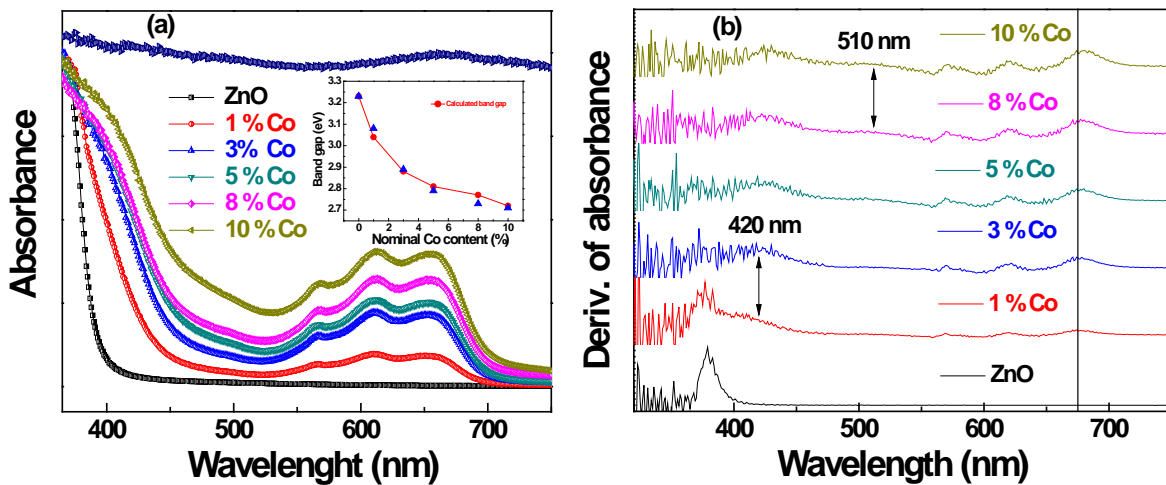 (a)
Absorbance
ZnO
1 % Co
3% Co
5 % Co
8 % Co
10 % Co
Band gap (eV)
3.3
3.2
3.1
3.0
2.9
2.8
2.7
Calculated band gap
0 2 4 6 8 10
Nominal Co content (%)
400 500 600 700
Wavelenght (nm)
(b)
Deriv. of absorbance
510 nm
10 % Co
8 % Co
5 % Co
420 nm
3 % Co
1 % Co
ZnO
400 500 600 700
Wavelength (nm)